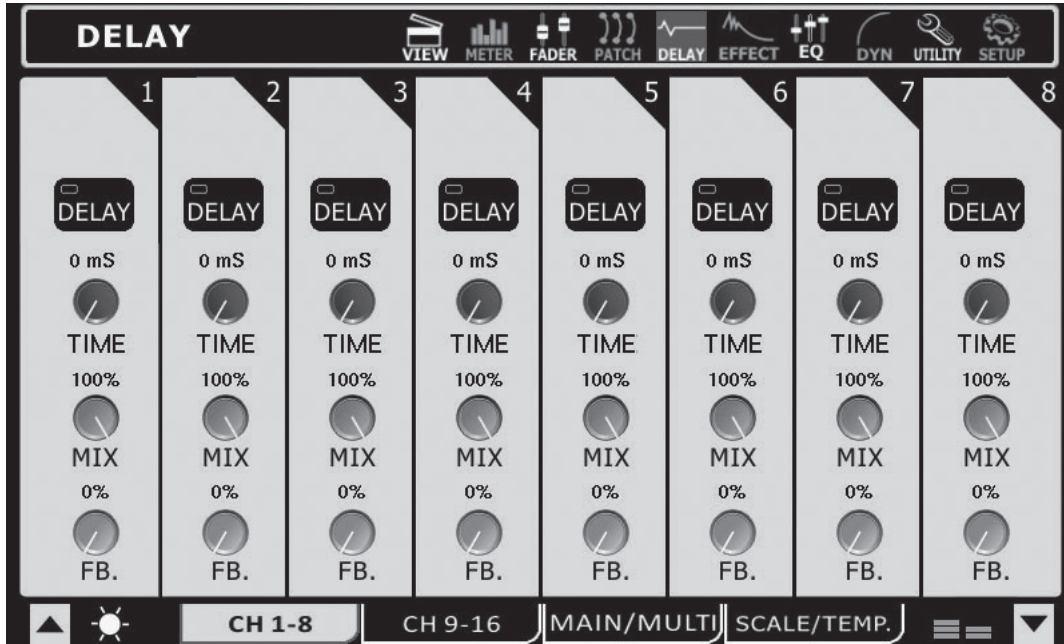 DELAY
VIEW METER FADER PATCH DELAY EFFECT EQ DYN UTILITY SETUP
1 2 3 4 5 6 7 8
DELAY DELAY DELAY DELAY DELAY DELAY DELAY DELAY
0 mS 0 mS 0 mS 0 mS 0 mS 0 mS 0 mS 0 mS
TIME TIME TIME TIME TIME TIME TIME TIME
100% 100% 100% 100% 100% 100% 100% 100%
MIX MIX MIX MIX MIX MIX MIX MIX
0% 0% 0% 0% 0% 0% 0% 0%
FB. FB. FB. FB. FB. FB. FB. FB.
CH 1-8 CH 9-16 MAIN/MULTI SCALE/TEMP.